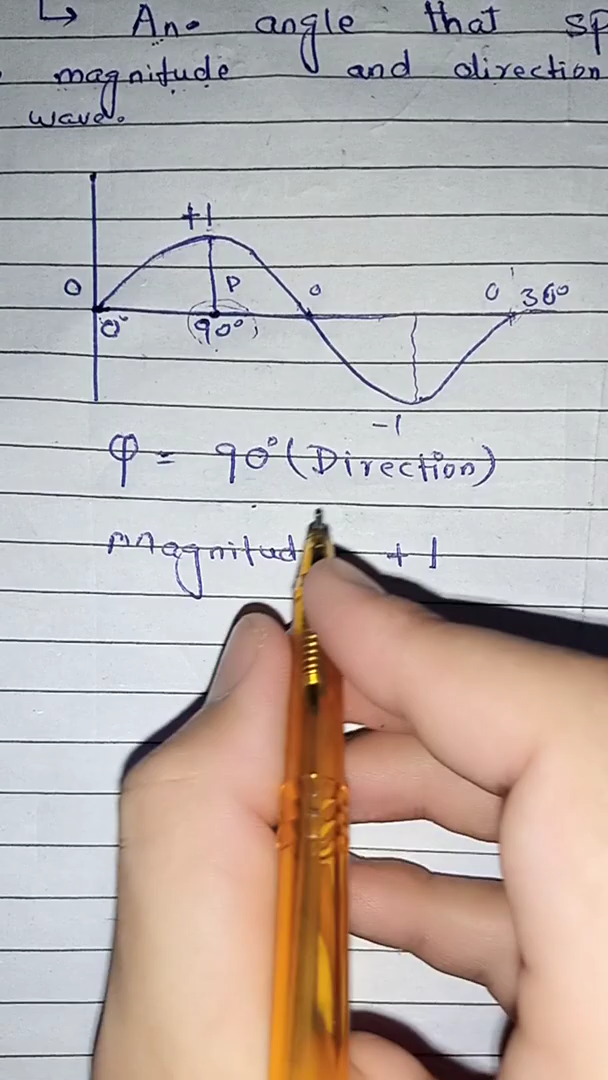 ↳ An. angle that sp
magnitude and direction
wave.
+1
0 P 0 0 360
0° (90°)
-1
φ = 90° (Direction)
Magnitud +1